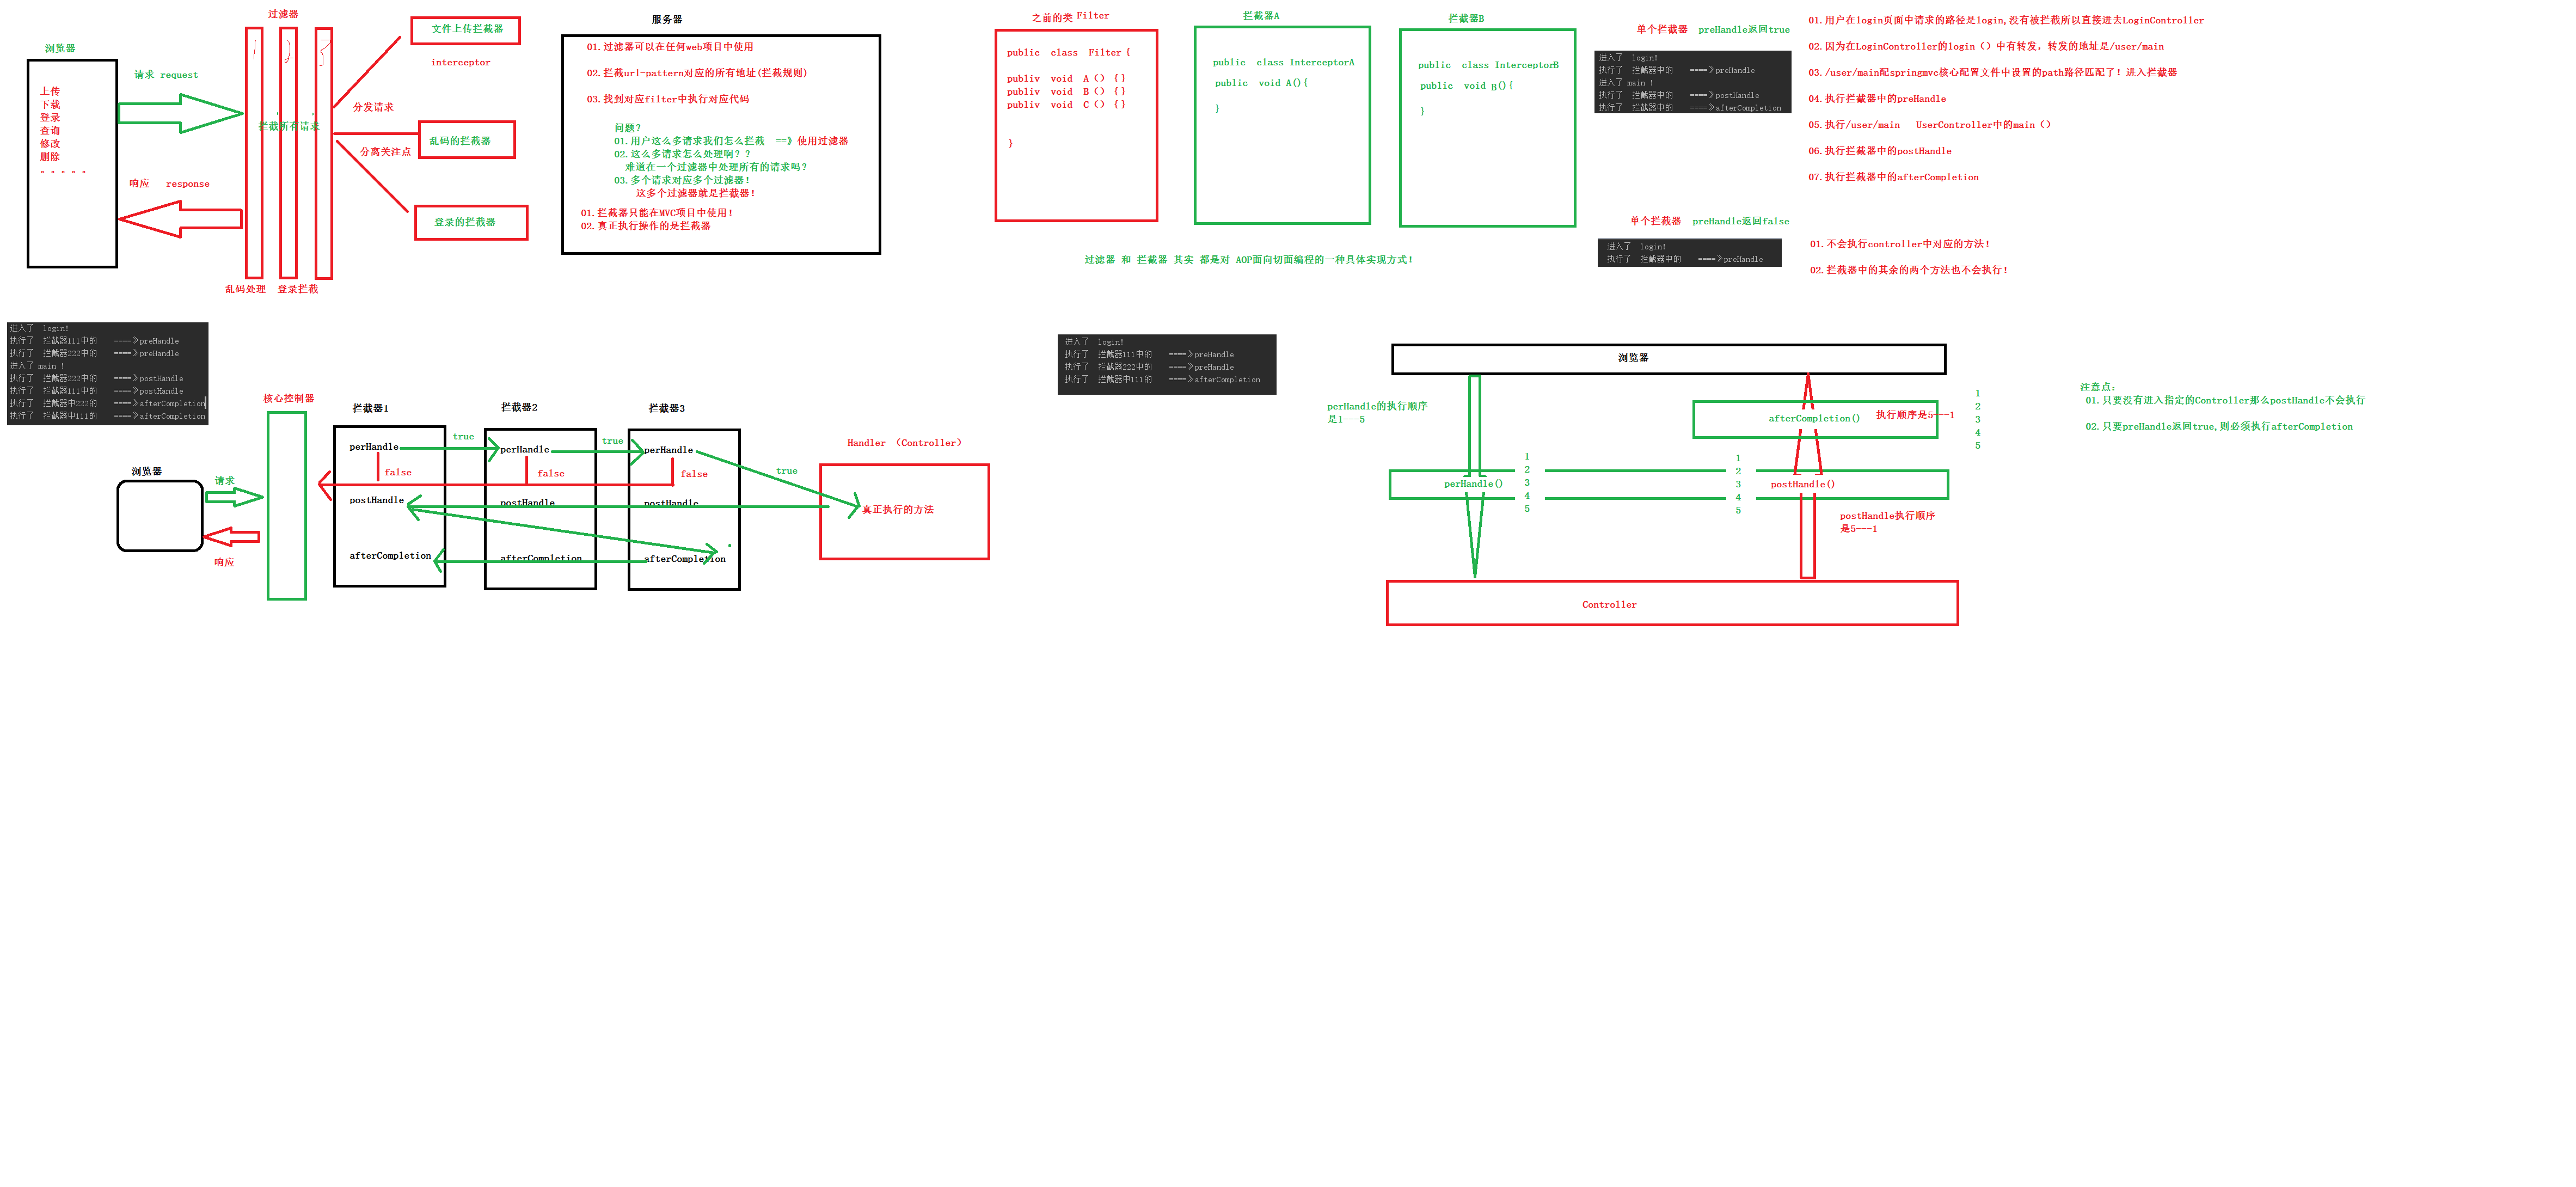 浏览器
上传
下载
登录
查询
修改
删除
。。。。。
请求 request
响应 response
过滤器
1
2
3
拦截所有请求
乱码处理 登录拦截
文件上传拦截器
interceptor
分发请求
乱码的拦截器
分离关注点
登录的拦截器
服务器
01.过滤器可以在任何web项目中使用
02.拦截url-pattern对应的所有地址(拦截规则)
03.找到对应filter中执行对应代码
问题?
01.用户这么多请求我们怎么拦截 ==》使用过滤器
02.这么多请求怎么处理啊？？
难道在一个过滤器中处理所有的请求吗?
03.多个请求对应多个过滤器!
这多个过滤器就是拦截器!
01.拦截器只能在MVC项目中使用!
02.真正执行操作的是拦截器
之前的类 Filter
public class Filter{
publiv void A（）{}
publiv void B（）{}
publiv void C（）{}
}
拦截器A
public class InterceptorA
public void A(){
}
拦截器B
public class InterceptorB
public void B(){
}
过滤器 和 拦截器 其实 都是对 AOP面向切面编程的一种具体实现方式!
单个拦截器 preHandle返回true
进入了 login!
执行了 拦截器中的 ====》preHandle
进入了 main !
执行了 拦截器中的 ====》postHandle
执行了 拦截器中的 ====》afterCompletion
01.用户在login页面中请求的路径是login,没有被拦截所以直接进去LoginController
02.因为在LoginController的login（）中有转发，转发的地址是/user/main
03./user/main配springmvc核心配置文件中设置的path路径匹配了！进入拦截器
04.执行拦截器中的preHandle
05.执行/user/main UserController中的main（）
06.执行拦截器中的postHandle
07.执行拦截器中的afterCompletion
单个拦截器 preHandle返回false
进入了 login!
执行了 拦截器中的 ====》preHandle
01.不会执行controller中对应的方法!
02.拦截器中的其余的两个方法也不会执行!
进入了 login!
执行了 拦截器111中的 ====》preHandle
执行了 拦截器222中的 ====》preHandle
进入了 main !
执行了 拦截器222中的 ====》postHandle
执行了 拦截器111中的 ====》postHandle
执行了 拦截器中222的 ====》afterCompletion
执行了 拦截器中111的 ====》afterCompletion
浏览器
请求
响应
核心控制器
拦截器1
perHandle
true
false
postHandle
afterCompletion
拦截器2
perHandle
true
false
postHandle
afterCompletion
拦截器3
perHandle
true
false
postHandle
afterCompletion
Handler （Controller）
真正执行的方法
进入了 login!
执行了 拦截器111中的 ====》preHandle
执行了 拦截器222中的 ====》preHandle
执行了 拦截器中111的 ====》afterCompletion
浏览器
perHandle的执行顺序
是1---5
afterCompletion()
执行顺序是5---1
1
2
3
4
5
perHandle()
1
2
3
4
5
1
2
3
4
5
postHandle()
postHandle执行顺序
是5---1
Controller
注意点：
01.只要没有进入指定的Controller那么postHandle不会执行
02.只要preHandle返回true,则必须执行afterCompletion